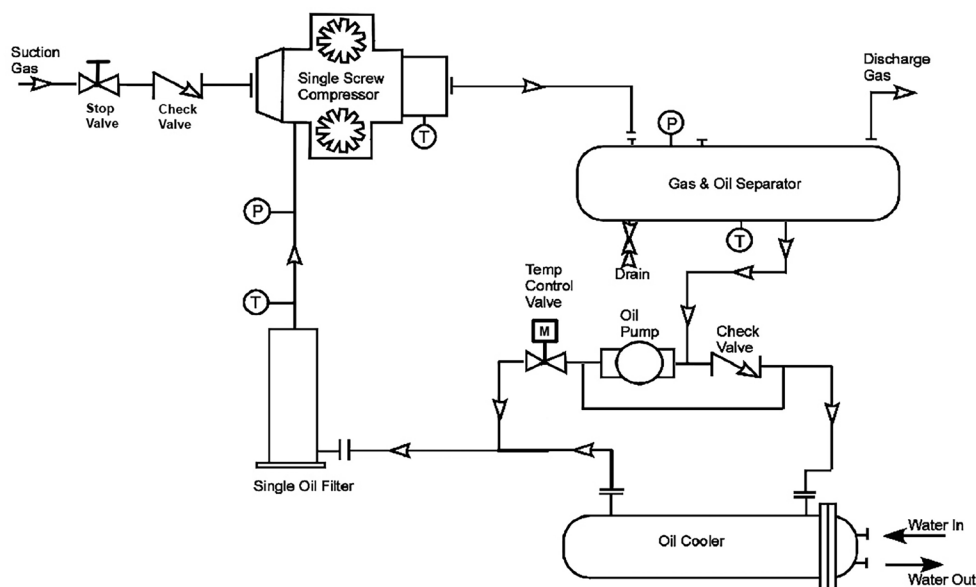 Suction
Gas
Stop
Valve
Check
Valve
Single Screw
Compressor
T
Discharge
Gas
P
Gas & Oil Separator
T
Drain
P
T
Temp
Control
Valve
M
Oil
Pump
Check
Valve
Single Oil Filter
Oil Cooler
Water In
Water Out